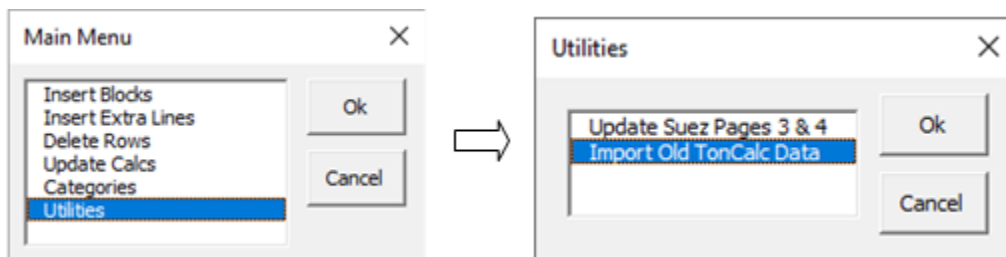 Main Menu
Insert Blocks
Insert Extra Lines
Delete Rows
Update Calcs
Categories
Utilities
Ok
Cancel
Utilities
Update Suez Pages 3 & 4
Import Old TonCalc Data
Ok
Cancel